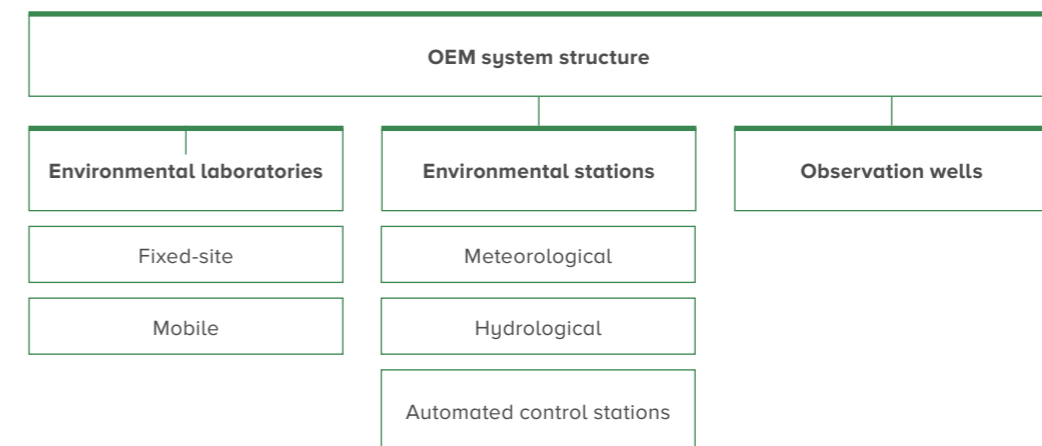 OEM system structure
Environmental laboratories
Environmental stations
Observation wells
Fixed-site
Meteorological
Mobile
Hydrological
Automated control stations